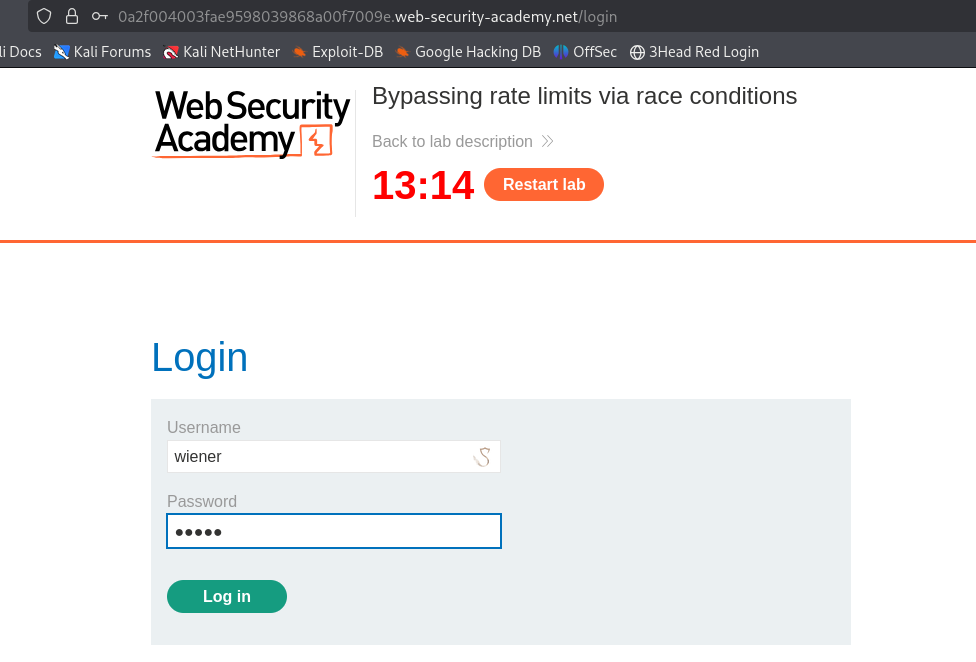 0a2f004003fae9598039868a00f7009e.web-security-academy.net/login
li Docs Kali Forums Kali NetHunter Exploit-DB Google Hacking DB OffSec 3Head Red Login
Web Security
Academy
Bypassing rate limits via race conditions
Back to lab description
13:14 Restart lab
Login
Username
wiener
Password
Log in